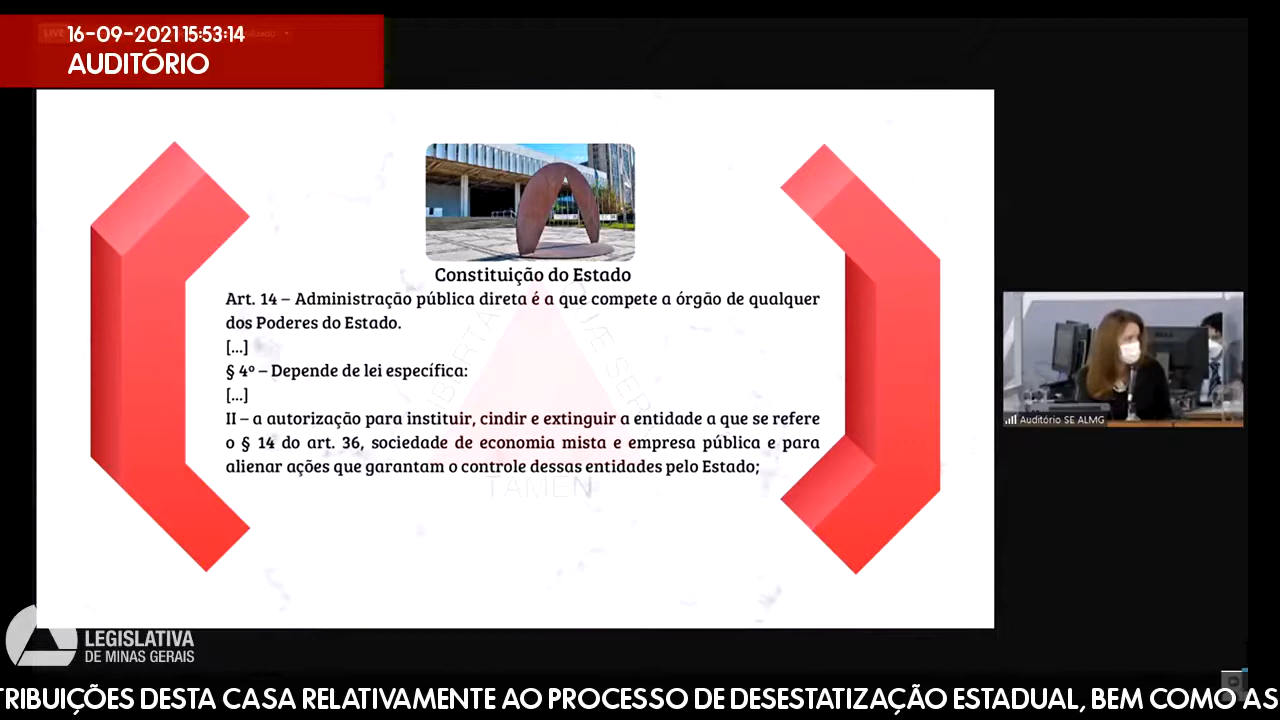 LIVE
16-09-2021 15:53:14
AUDITÓRIO
Constituição do Estado
Art. 14 – Administração pública direta é a que compete a órgão de qualquer
dos Poderes do Estado.
[...]
§ 4º – Depende de lei específica:
[...]
II – a autorização para instituir, cindir e extinguir a entidade a que se refere
o § 14 do art. 36, sociedade de economia mista e empresa pública e para
alienar ações que garantam o controle dessas entidades pelo Estado;
TAMEN
Auditório SE ALMG
LEGISLATIVA
DE MINAS GERAIS
TRIBUIÇÕES DESTA CASA RELATIVAMENTE AO PROCESSO DE DESESTATIZAÇÃO ESTADUAL, BEM COMO AS